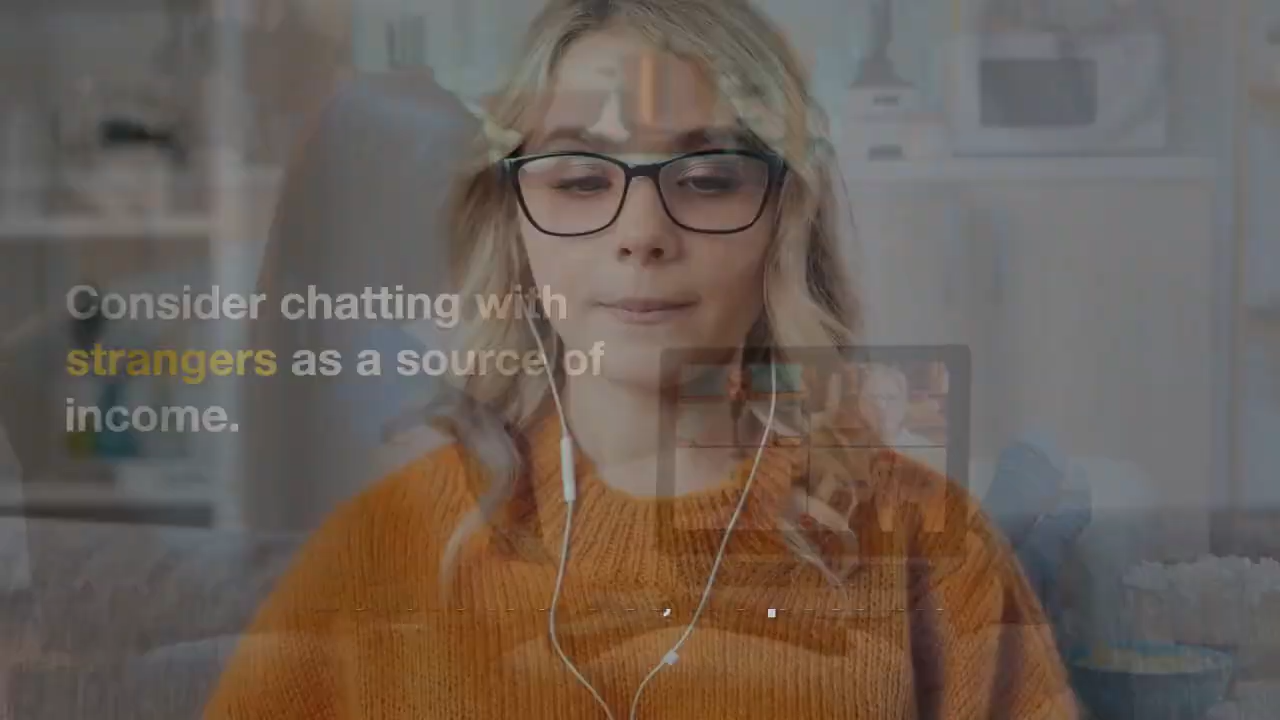 Consider chatting with
strangers as a source of
income.